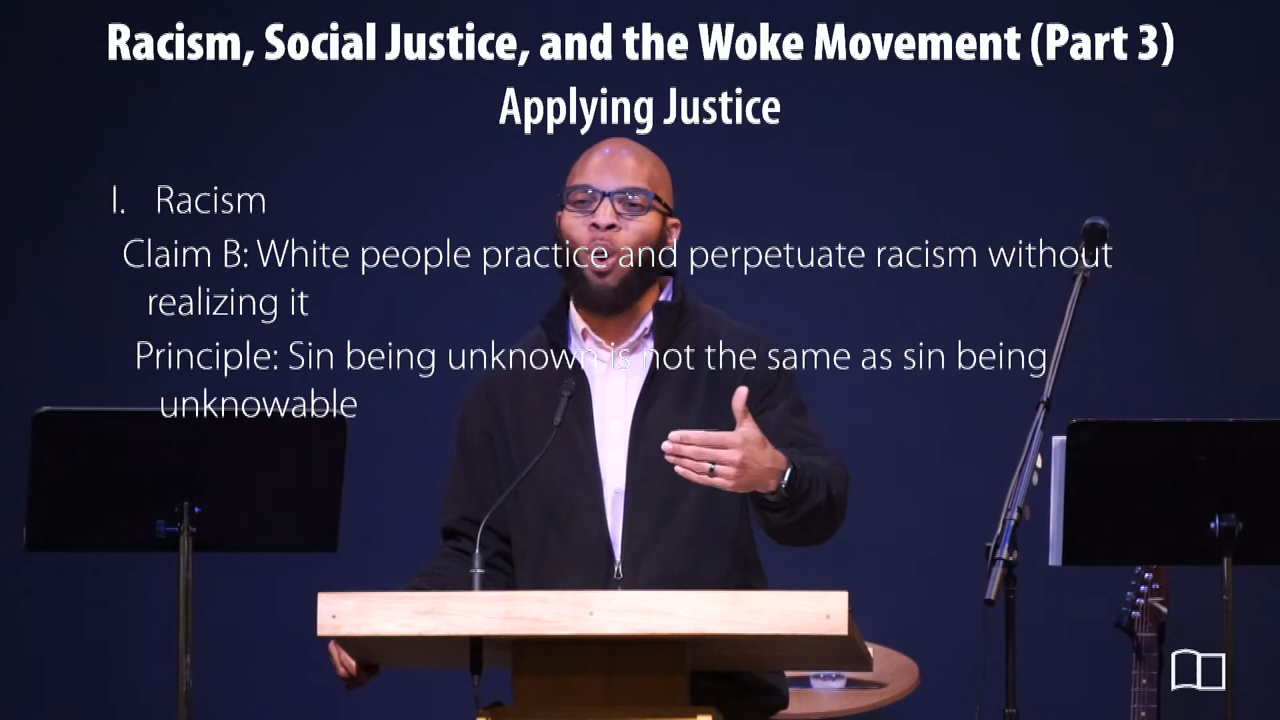 Racism, Social Justice, and the Woke Movement (Part 3)
Applying Justice
I. Racism
Claim B: White people practice and perpetuate racism without
realizing it
Principle: Sin being unknown is not the same as sin being
unknowable